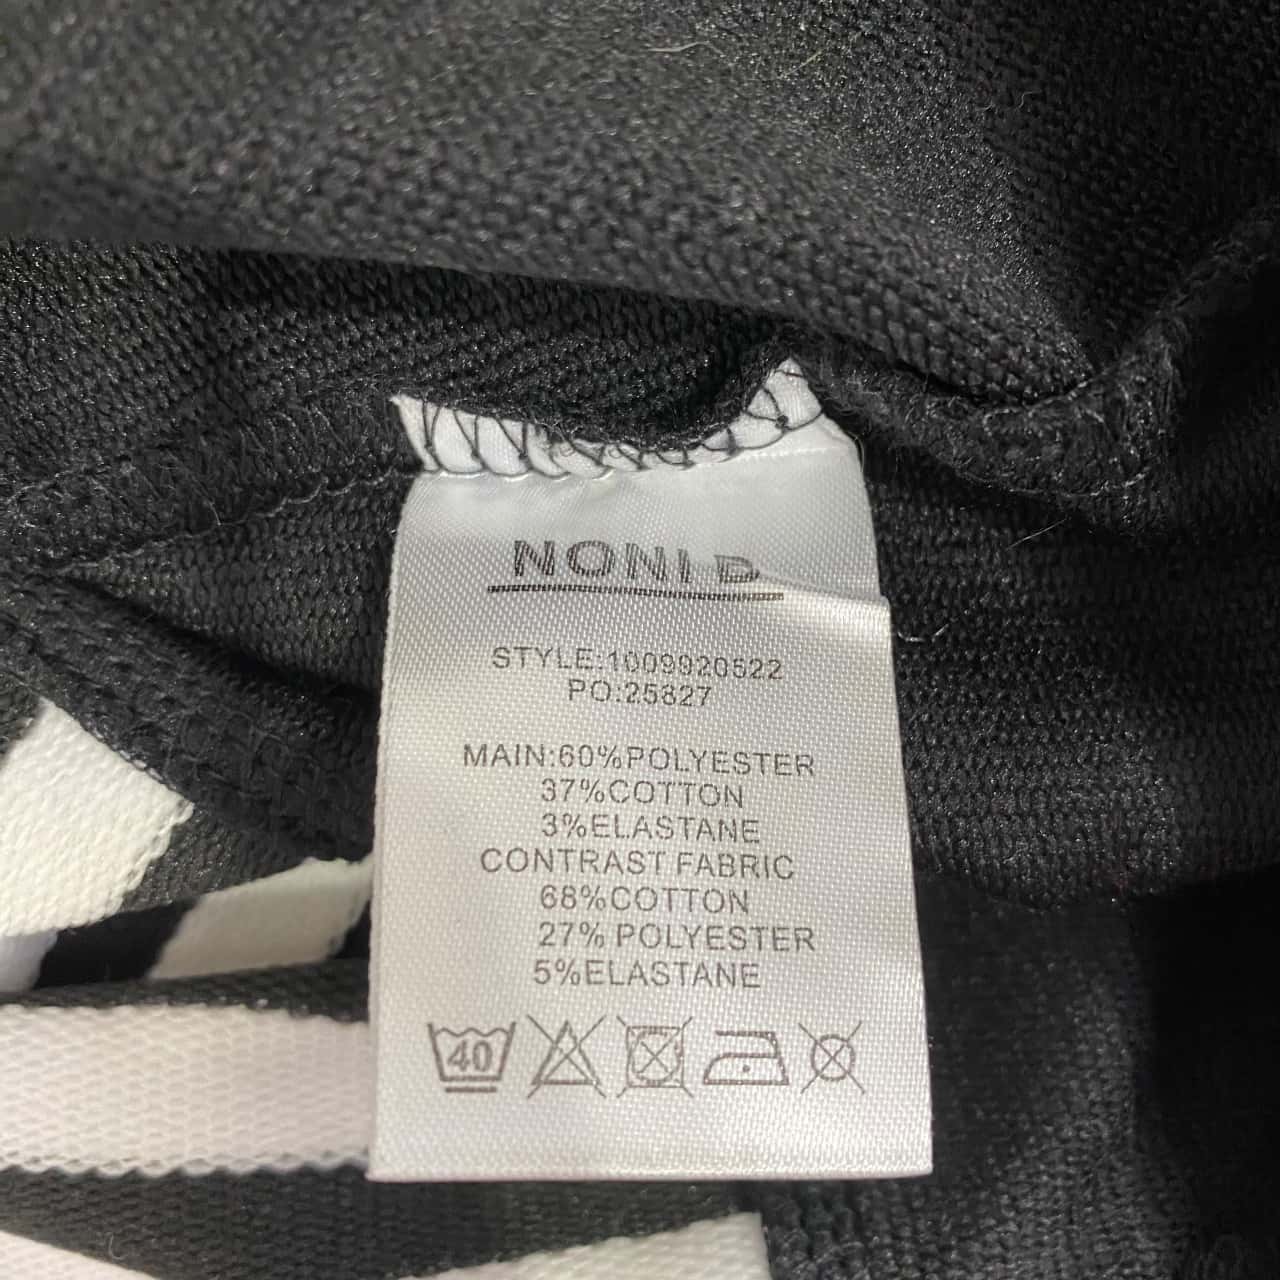 NONI B
STYLE:1009920522
PO:25827
MAIN:60%POLYESTER
37%COTTON
3%ELASTANE
CONTRAST FABRIC
68%COTTON
27% POLYESTER
5%ELASTANE
40